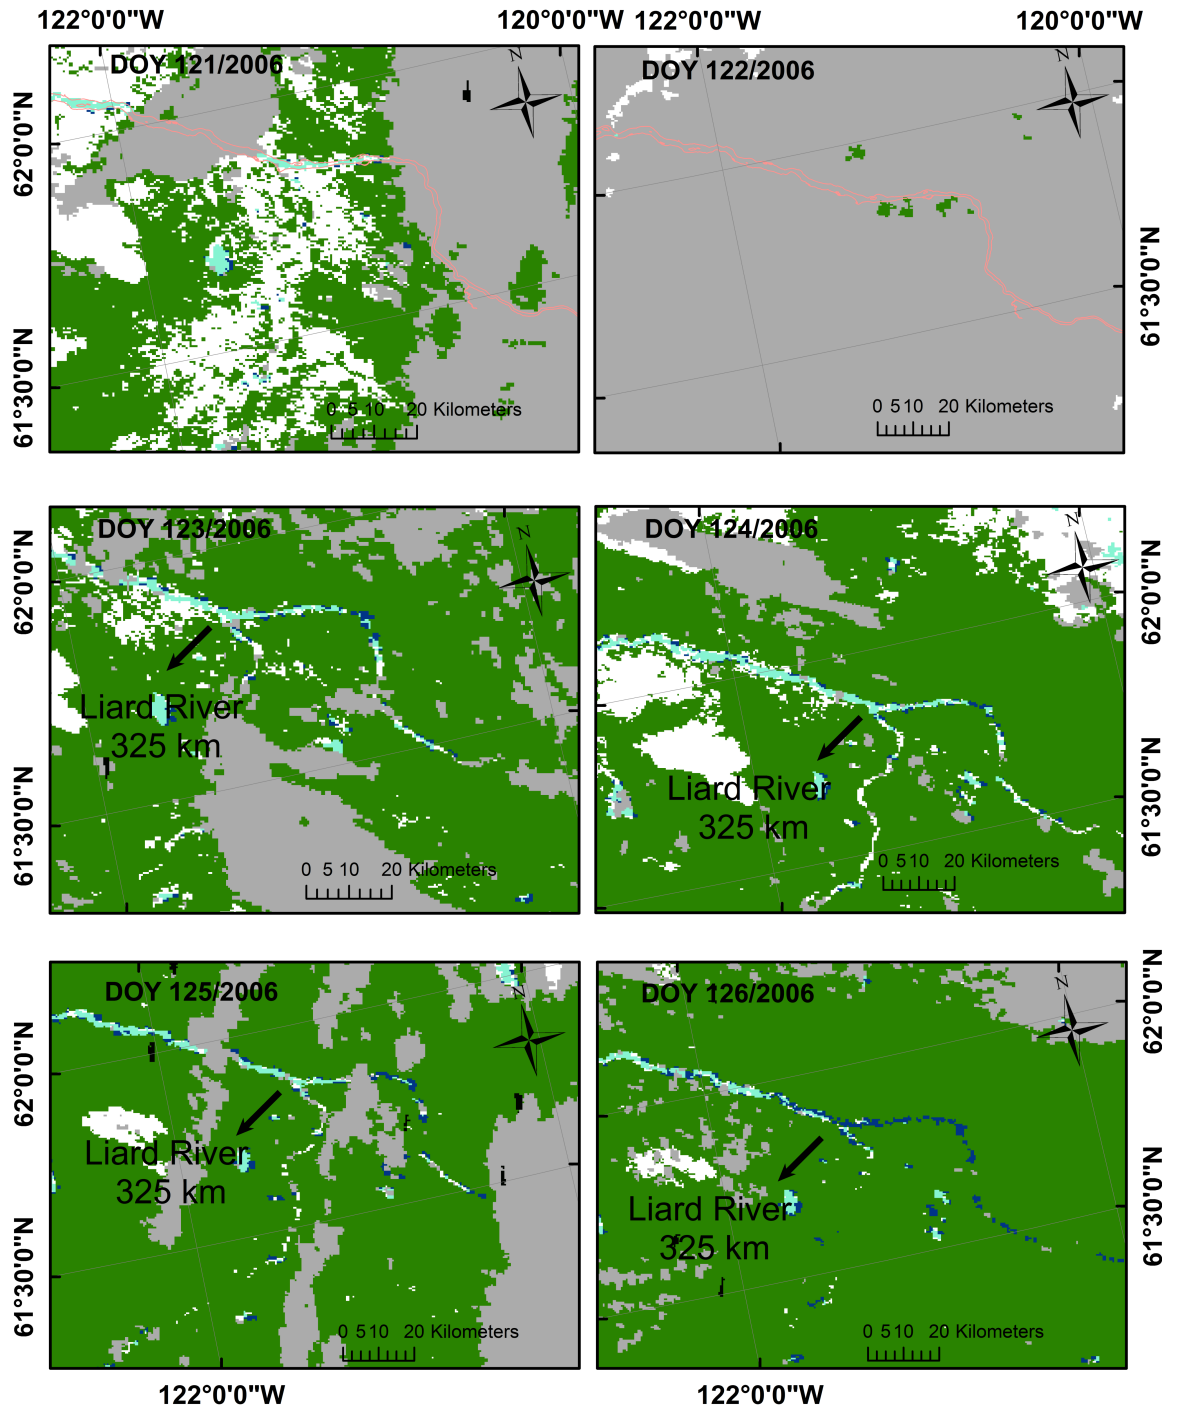 122°0'0"W 120°0'0"W 122°0'0"W 120°0'0"W
DOY 121/2006
N
62°0'0"N
61°30'0"N
0 5 10 20 Kilometers
DOY 122/2006
N
61°30'0"N
0 5 10 20 Kilometers
DOY 123/2006
N
62°0'0"N
Liard River
325 km
61°30'0"N
0 5 10 20 Kilometers
DOY 124/2006
N
62°0'0"N
Liard River
325 km
61°30'0"N
0 5 10 20 Kilometers
DOY 125/2006
N
62°0'0"N
Liard River
325 km
61°30'0"N
0 5 10 20 Kilometers
122°0'0"W
DOY 126/2006
N
62°0'0"N
Liard River
325 km
61°30'0"N
0 5 10 20 Kilometers
122°0'0"W